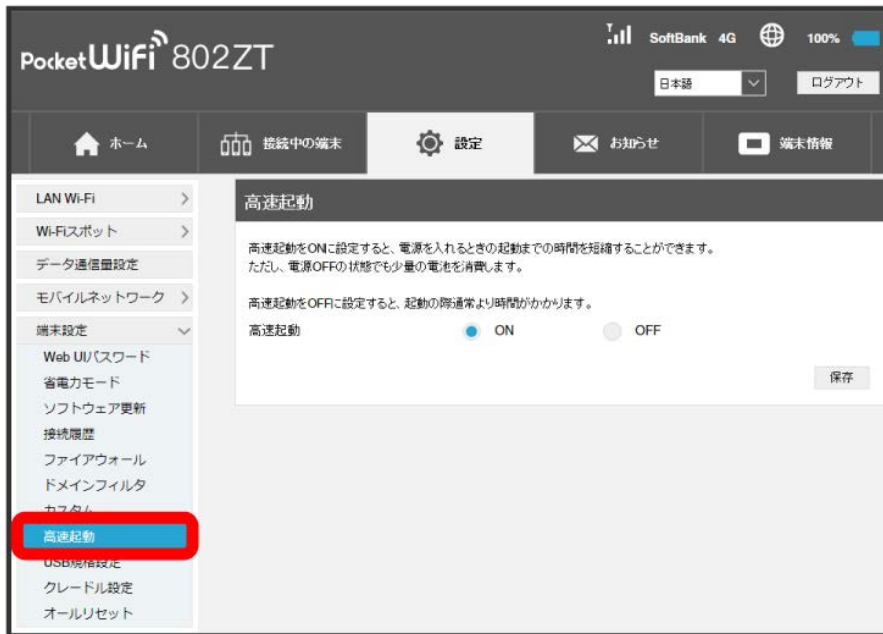 SoftBank 4G 100%
Pocket WiFi 802ZT
日本語 ログアウト
ホーム 接続中の端末 設定 お知らせ 端末情報
LAN Wi-Fi
Wi-Fiスポット
データ通信量設定
モバイルネットワーク
端末設定
Web UIパスワード
省電力モード
ソフトウェア更新
接続履歴
ファイアウォール
ドメインフィルタ
カスタム
高速起動
USB規格設定
クレードル設定
オールリセット
高速起動
高速起動をONに設定すると、電源を入れるときの起動までの時間を短縮することができます。
ただし、電源OFFの状態でも少量の電池を消費します。
高速起動をOFFに設定すると、起動の際通常より時間がかかります。
高速起動 ON OFF
保存